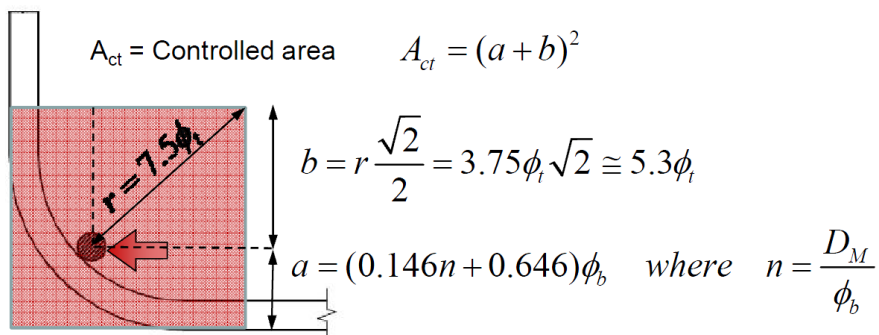 A_ct = Controlled area A_ct = (a + b)^2
r = 7.5ϕ_t
b = r √2/2 = 3.75ϕ_t √2 ≅ 5.3ϕ_t
a = (0.146n + 0.646)ϕ_b where n = D_M/ϕ_b